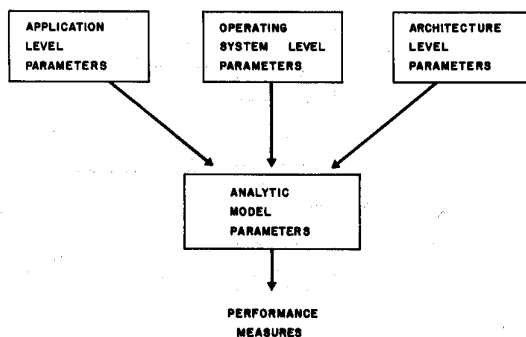 APPLICATION
LEVEL
PARAMETERS
OPERATING
SYSTEM LEVEL
PARAMETERS
ARCHITECTURE
LEVEL
PARAMETERS
ANALYTIC
MODEL
PARAMETERS
PERFORMANCE
MEASURES